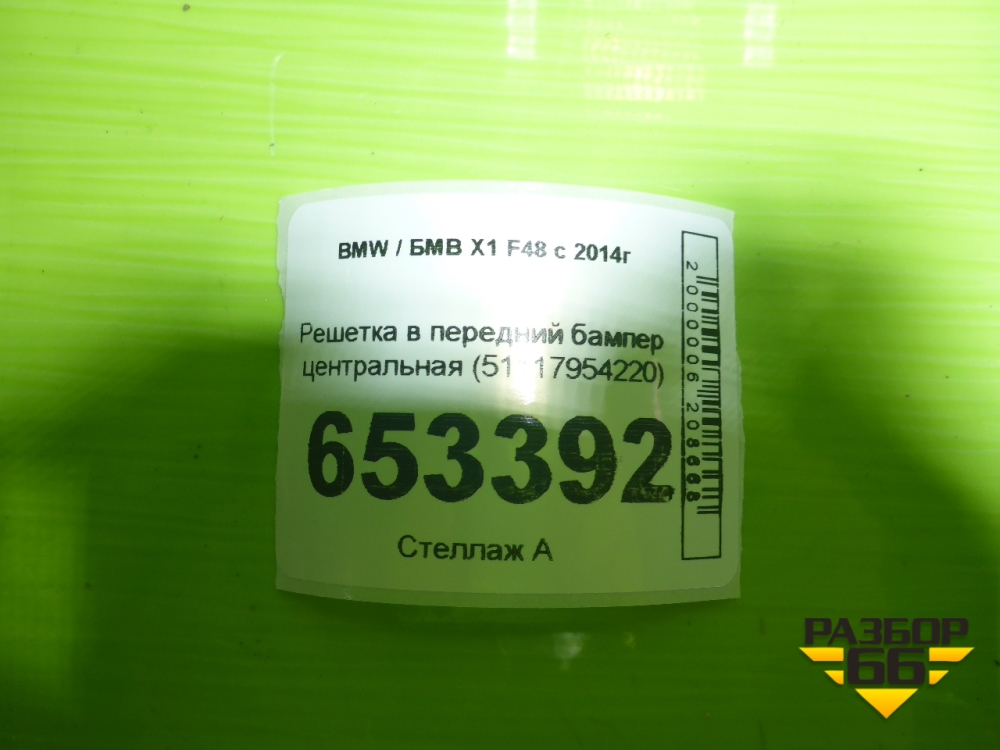 BMW / БМВ X1 F48 с 2014г
Решетка в передний бампер
центральная
653392
Стеллаж А
РАЗБОР
66